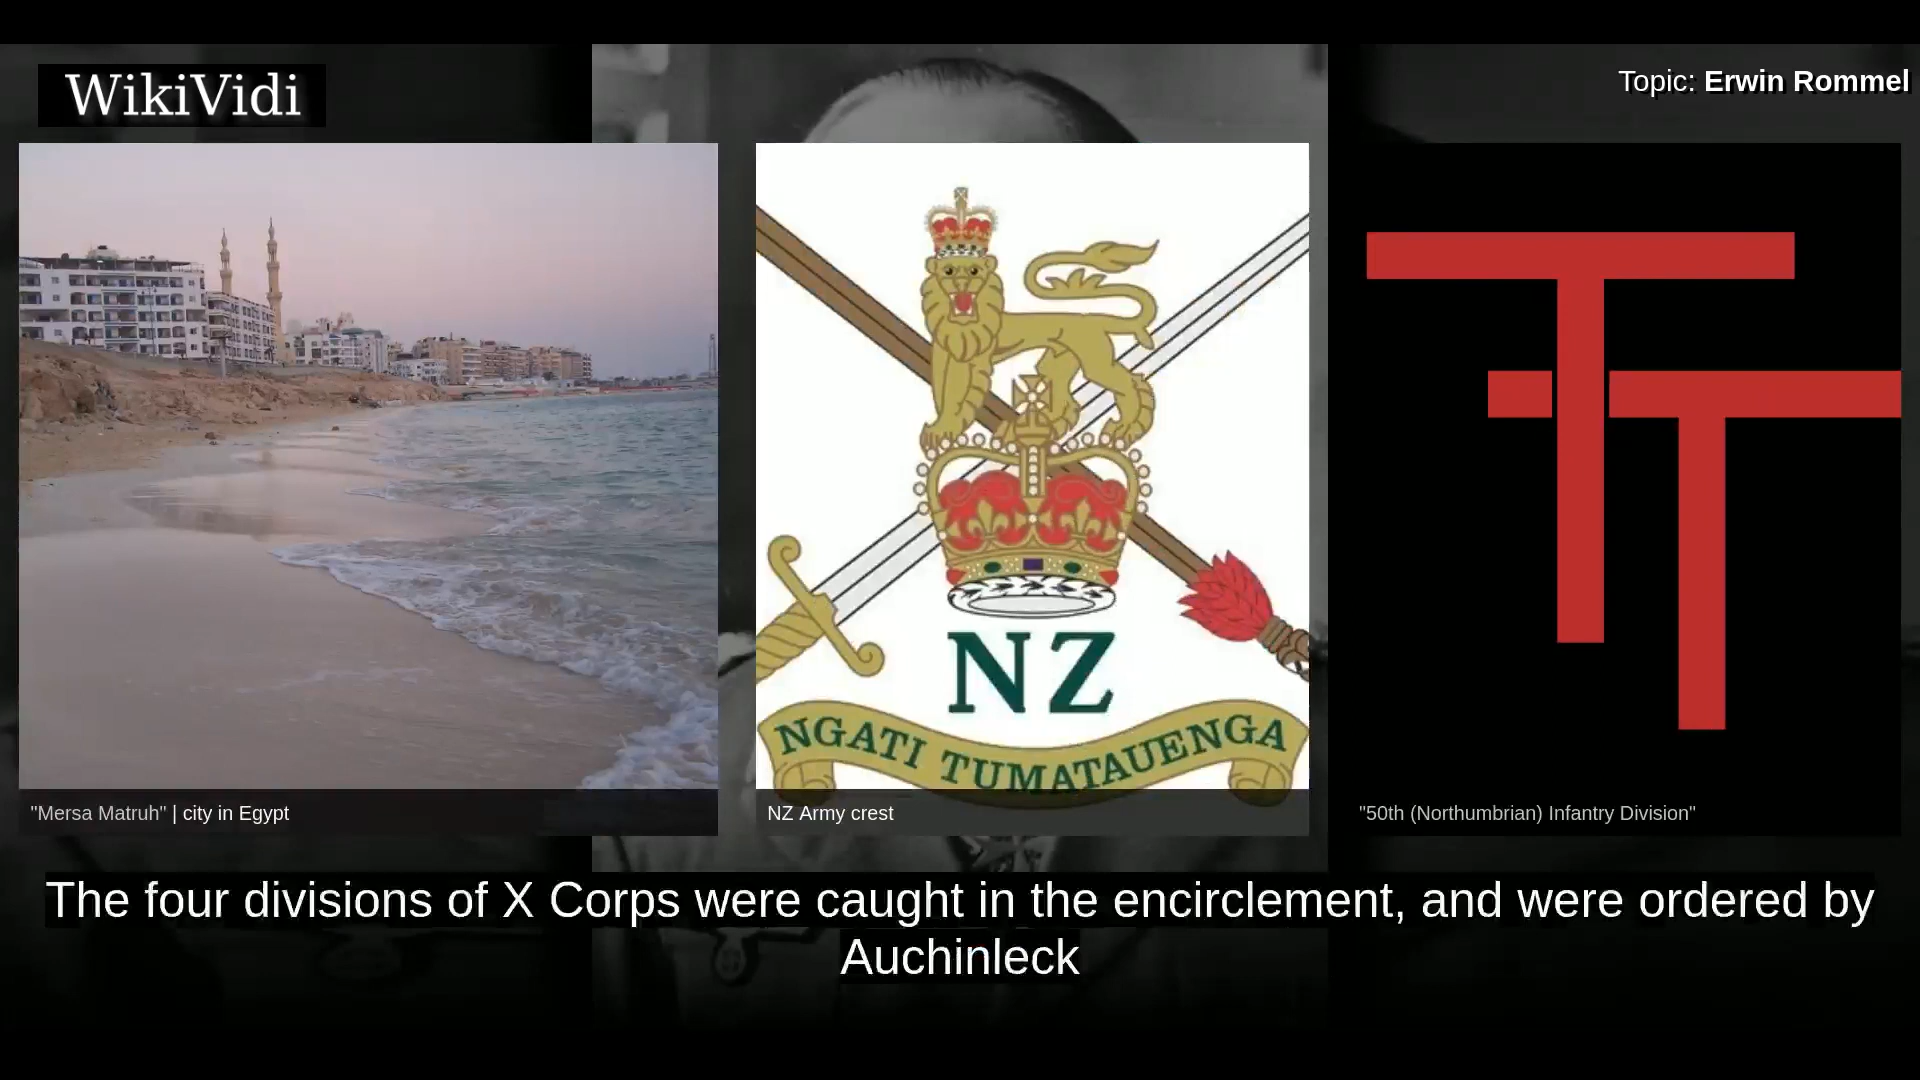 WikiVidi
Topic: Erwin Rommel
NZ
NGATI TUMATAUENGA
"Mersa Matruh" | city in Egypt
NZ Army crest
"50th (Northumbrian) Infantry Division"
The four divisions of X Corps were caught in the encirclement, and were ordered by
Auchinleck